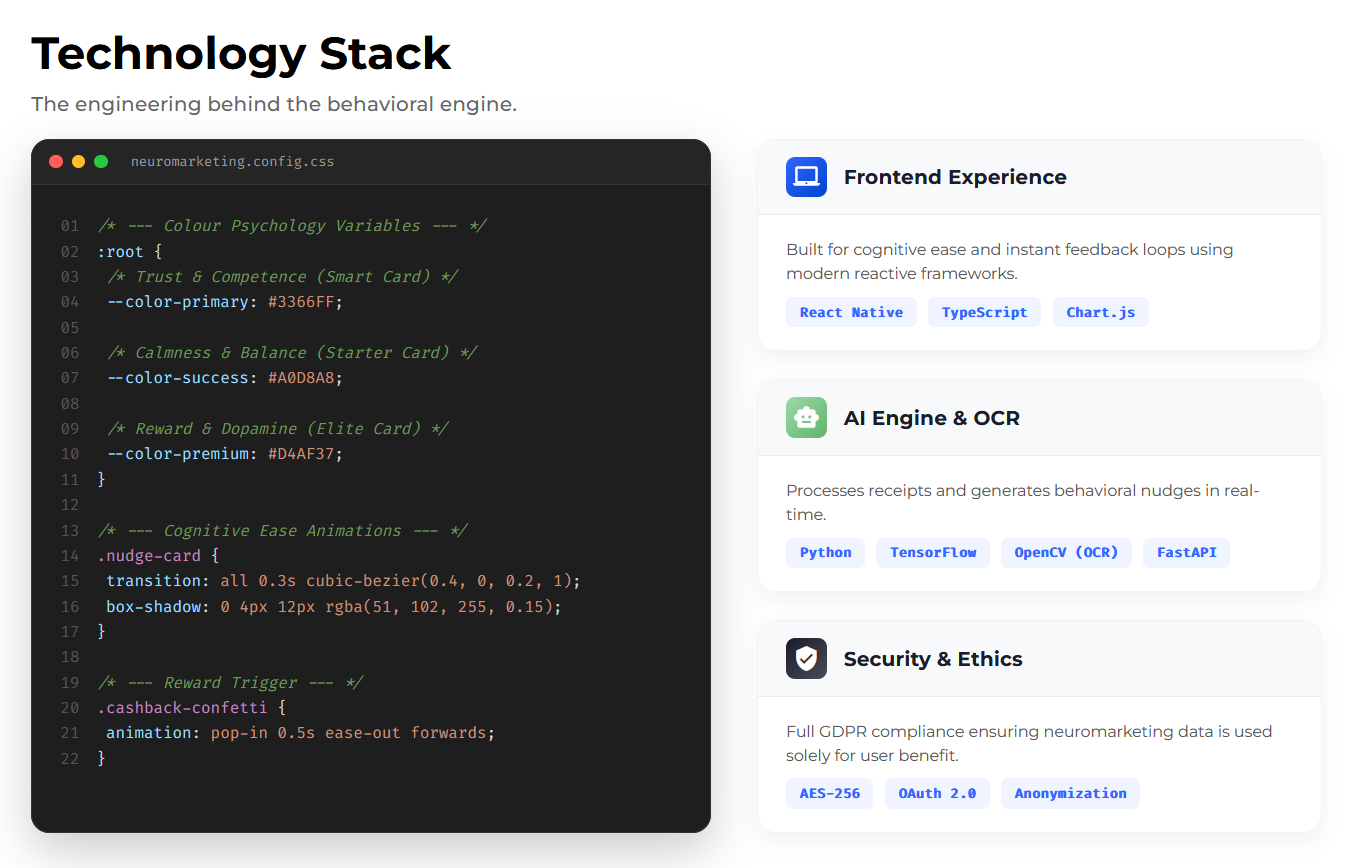 Technology Stack
The engineering behind the behavioral engine.
neuromarketing.config.css
01 /* --- Colour Psychology Variables --- */
02 :root {
03 /* Trust & Competence (Smart Card) */
04 --color-primary: #3366FF;
05
06 /* Calmness & Balance (Starter Card) */
07 --color-success: #A0D8A8;
08
09 /* Reward & Dopamine (Elite Card) */
10 --color-premium: #D4AF37;
11 }
12
13 /* --- Cognitive Ease Animations --- */
14 .nudge-card {
15 transition: all 0.3s cubic-bezier(0.4, 0, 0.2, 1);
16 box-shadow: 0 4px 12px rgba(51, 102, 255, 0.15);
17 }
18
19 /* --- Reward Trigger --- */
20 .cashback-confetti {
21 animation: pop-in 0.5s ease-out forwards;
22 }
Frontend Experience
Built for cognitive ease and instant feedback loops using
modern reactive frameworks.
React Native TypeScript Chart.js
AI Engine & OCR
Processes receipts and generates behavioral nudges in real-
time.
Python TensorFlow OpenCV (OCR) FastAPI
Security & Ethics
Full GDPR compliance ensuring neuromarketing data is used
solely for user benefit.
AES-256 OAuth 2.0 Anonymization